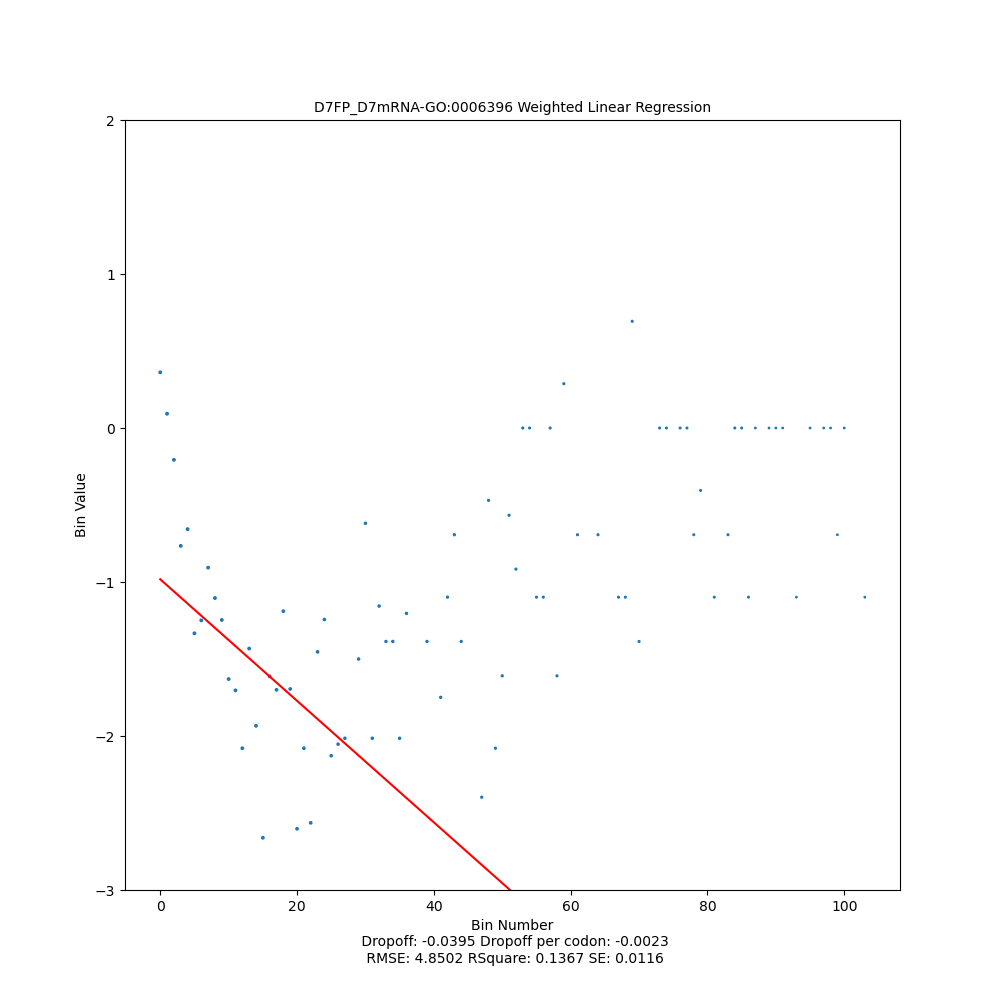 D7FP_D7mRNA-GO:0006396 Weighted Linear Regression
2
1
0
−1
−2
−3
Bin Value
0 20 40 60 80 100
Bin Number
Dropoff: -0.0395 Dropoff per codon: -0.0023
RMSE: 4.8502 RSquare: 0.1367 SE: 0.0116